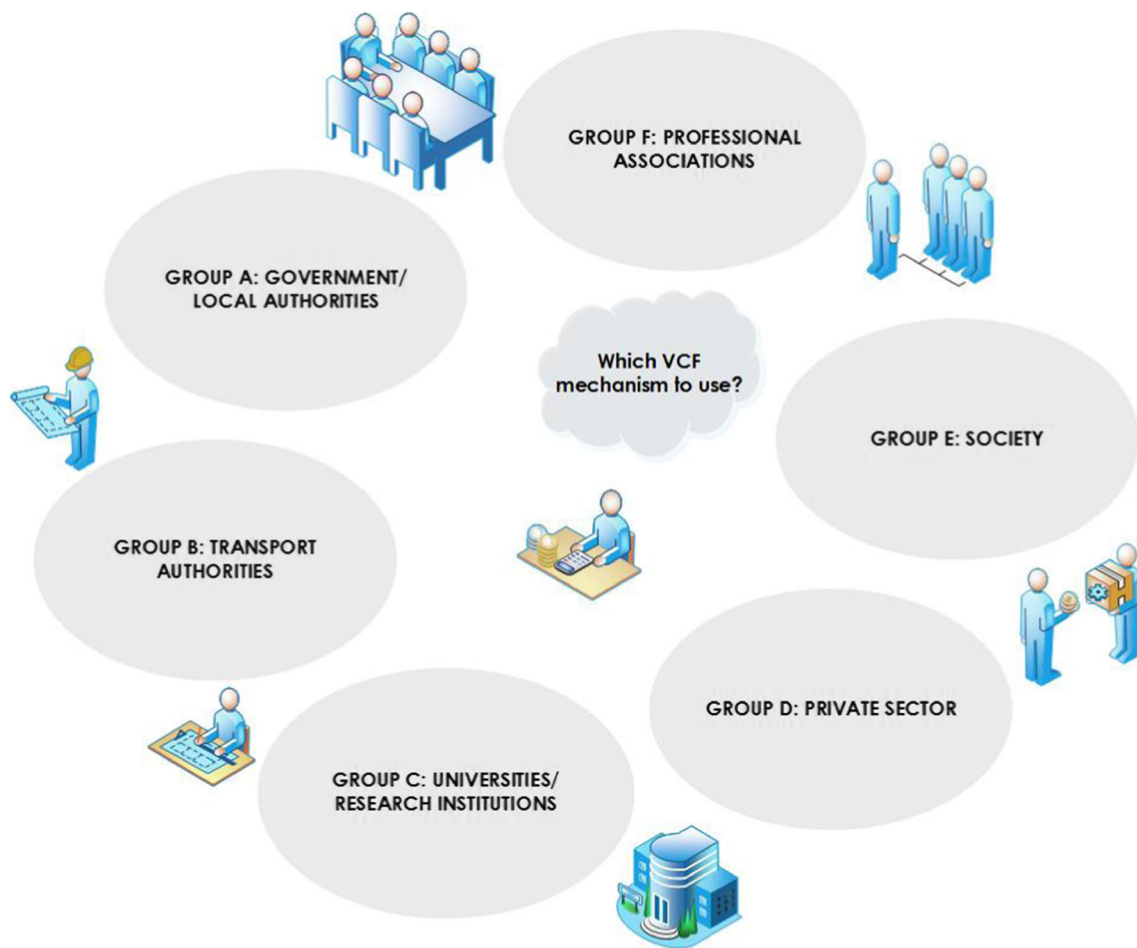 GROUP F: PROFESSIONAL
ASSOCIATIONS
GROUP A: GOVERNMENT/
LOCAL AUTHORITIES
Which VCF
mechanism to use?
GROUP E: SOCIETY
GROUP B: TRANSPORT
AUTHORITIES
GROUP D: PRIVATE SECTOR
GROUP C: UNIVERSITIES/
RESEARCH INSTITUTIONS